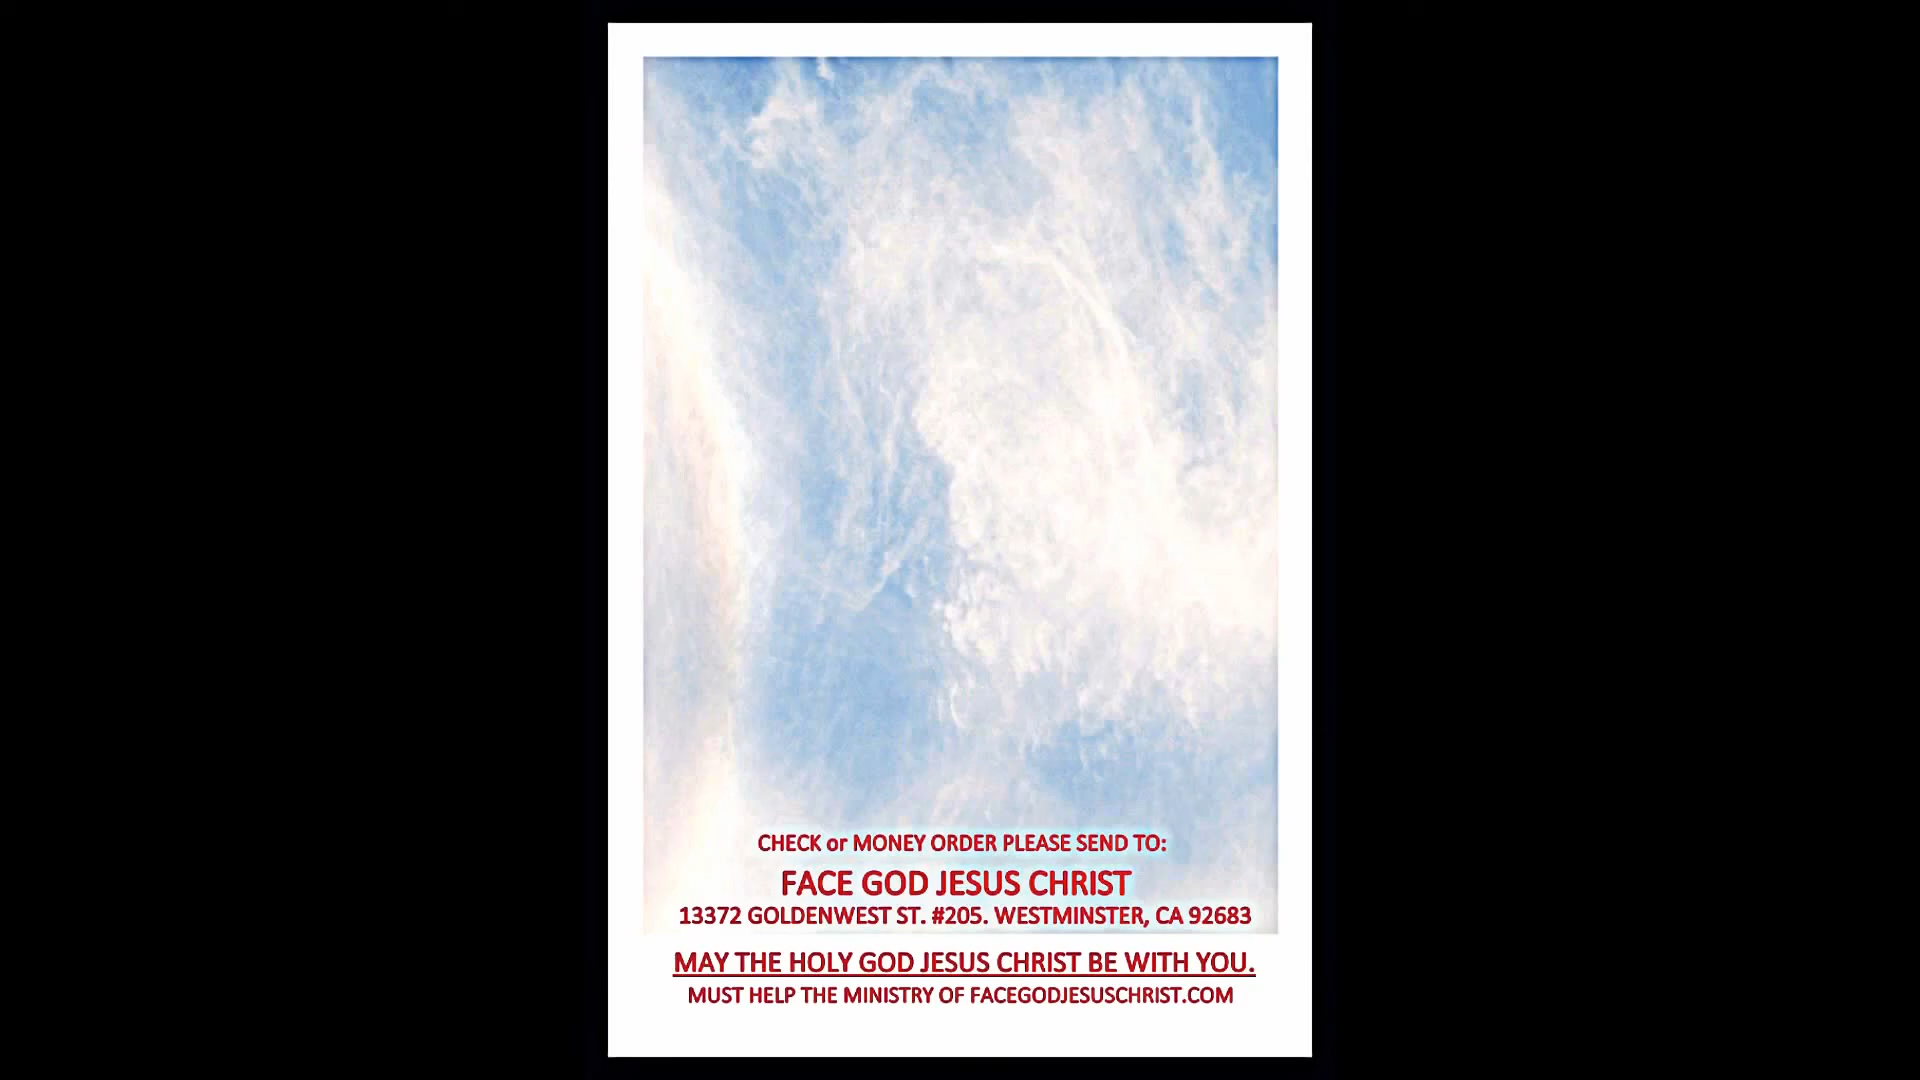 CHECK or MONEY ORDER PLEASE SEND TO:
FACE GOD JESUS CHRIST
13372 GOLDENWEST ST. #205. WESTMINSTER, CA 92683
MAY THE HOLY GOD JESUS CHRIST BE WITH YOU.
MUST HELP THE MINISTRY OF FACEGODJESUSCHRIST.COM